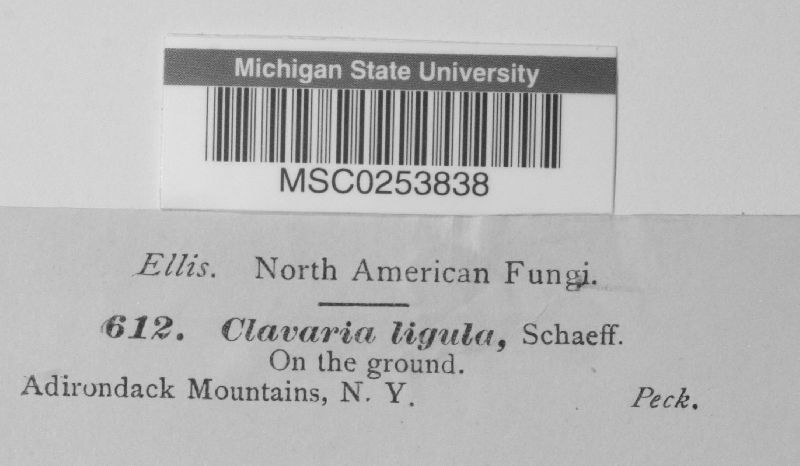 Michigan State University
MSC0253838
Ellis. North American Fungi.
612. Clavaria ligula, Schaeff.
On the ground.
Adirondack Mountains, N. Y. Peck.